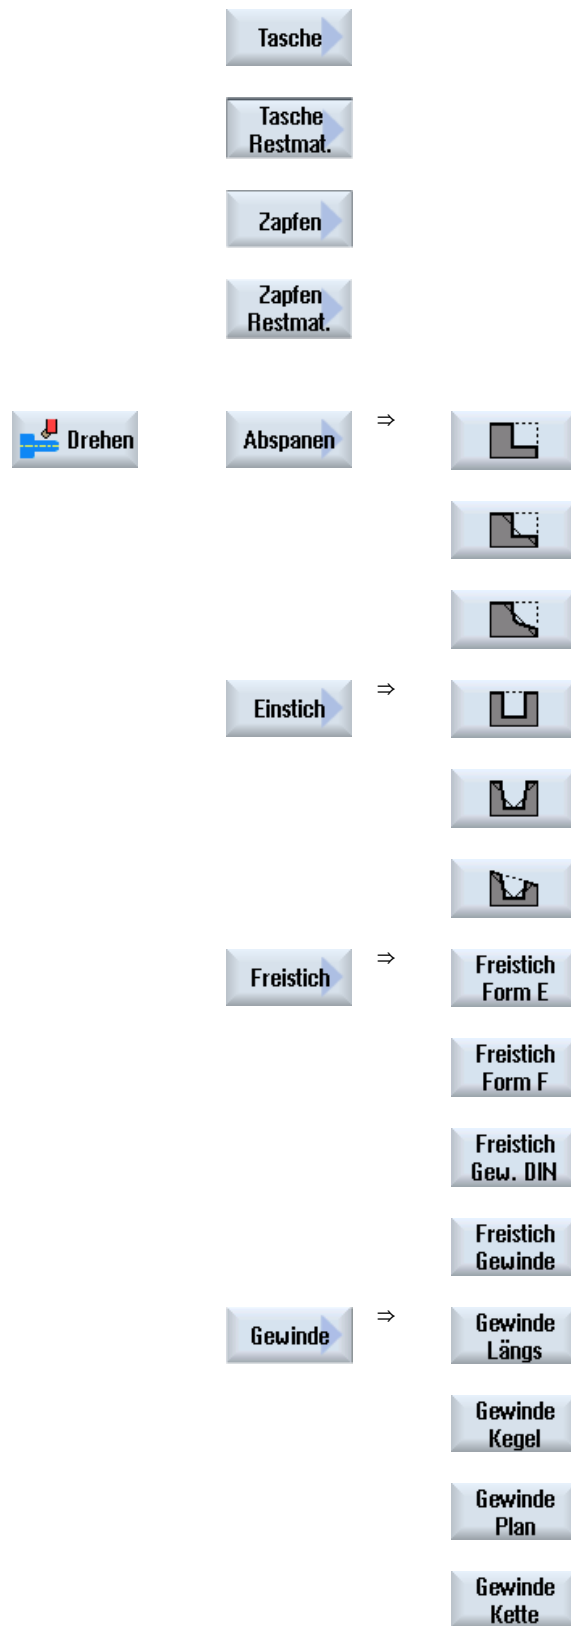 Tasche
Tasche
Restmat.
Zapfen
Zapfen
Restmat.
Drehen
Abspanen
⇒
Einstich
⇒
Freistich
⇒
Freistich
Form E
Freistich
Form F
Freistich
Gew. DIN
Freistich
Gewinde
Gewinde
⇒
Gewinde
Längs
Gewinde
Kegel
Gewinde
Plan
Gewinde
Kette